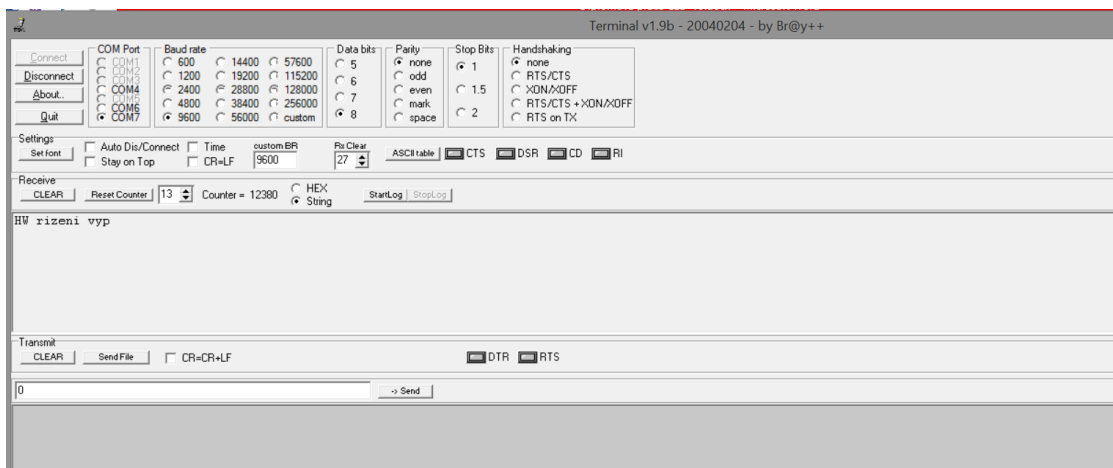 Terminal v1.9b - 20040204 - by Br@y++
Connect
Disconnect
About..
Quit
COM Port
COM1
COM2
COM3
COM4
COM5
COM6
COM7
Baud rate
600 14400 57600
1200 19200 115200
2400 28800 128000
4800 38400 256000
9600 56000 custom
Data bits
5
6
7
8
Parity
none
odd
even
mark
space
Stop Bits
1
1.5
2
Handshaking
none
RTS/CTS
XON/XOFF
RTS/CTS + XON/XOFF
RTS on TX
Settings
Set font
Auto Dis/Connect Time
Stay on Top CR=LF
custom BR
9600
Rx Clear
27
ASCII table CTS DSR CD RI
Receive
CLEAR Reset Counter 13 Counter = 12380
HEX
String
StartLog StopLog
HW rizeni vyp
Transmit
CLEAR Send File CR=CR+LF DTR RTS
0 -> Send